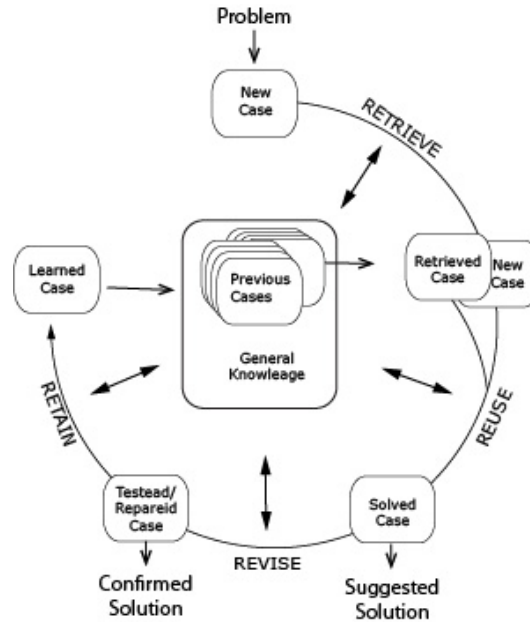 Problem
New
Case
RETRIEVE
Learned
Case
Previous
Cases
Retrieved
Case
New
Case
General
Knowleage
RETAIN
REUSE
Testead/
Repareid
Case
Solved
Case
REVISE
Confirmed
Solution
Suggested
Solution